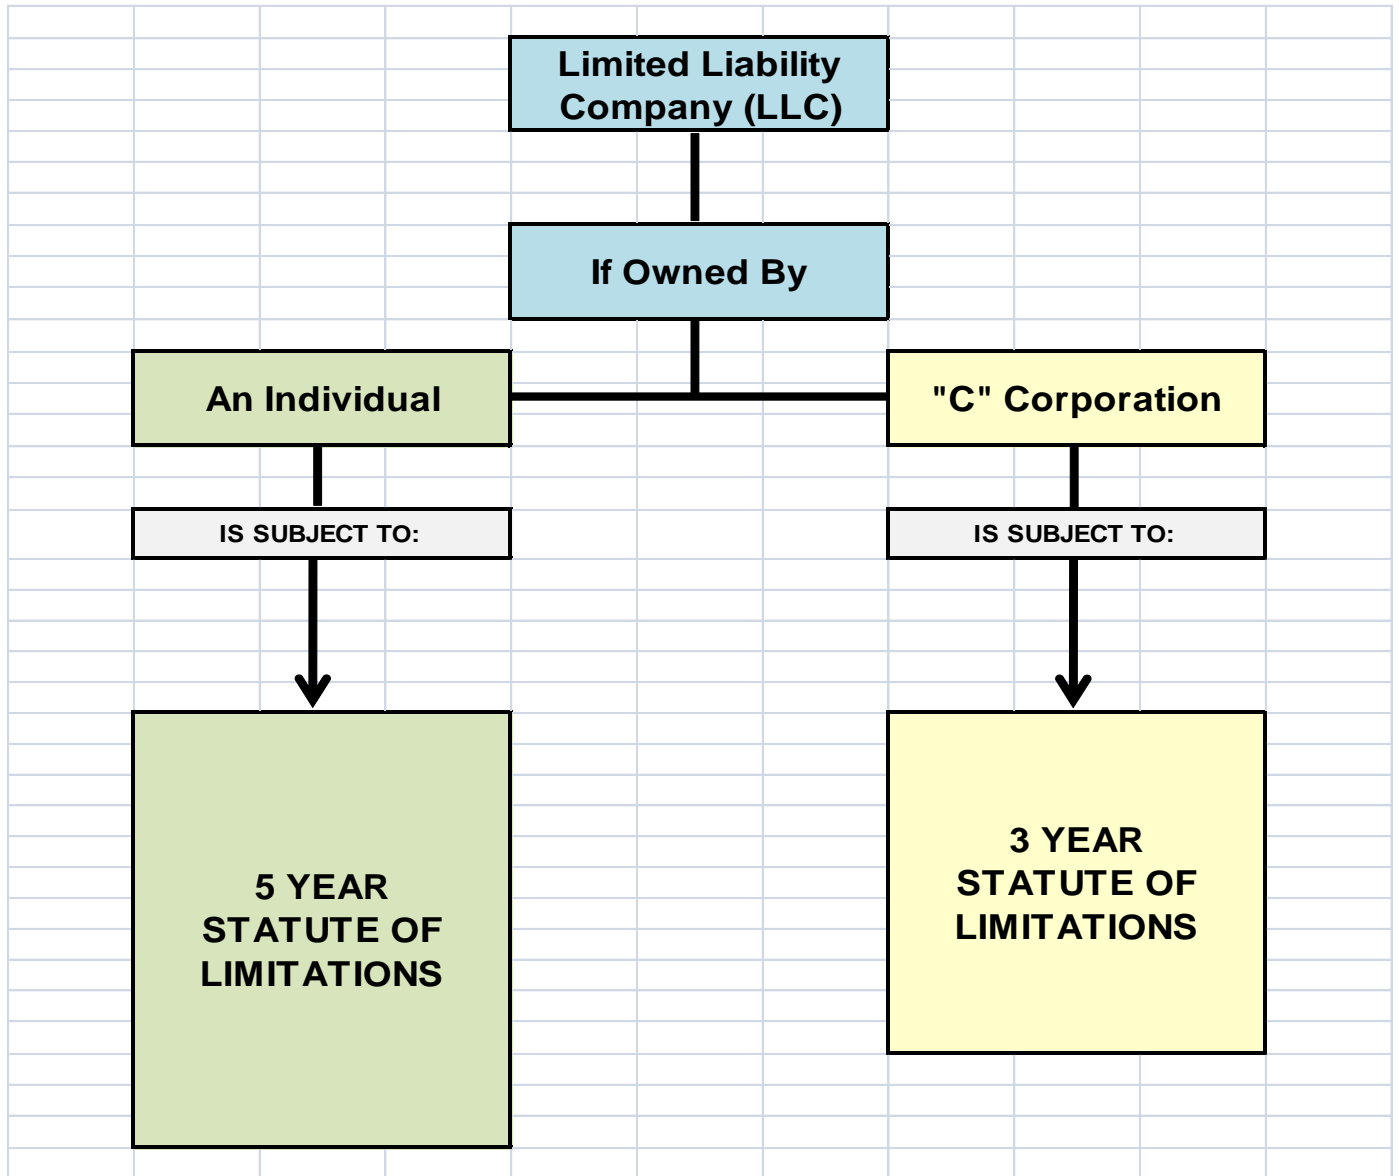 Limited Liability
Company (LLC)
If Owned By
An Individual
"C" Corporation
IS SUBJECT TO:
IS SUBJECT TO:
5 YEAR
STATUTE OF
LIMITATIONS
3 YEAR
STATUTE OF
LIMITATIONS